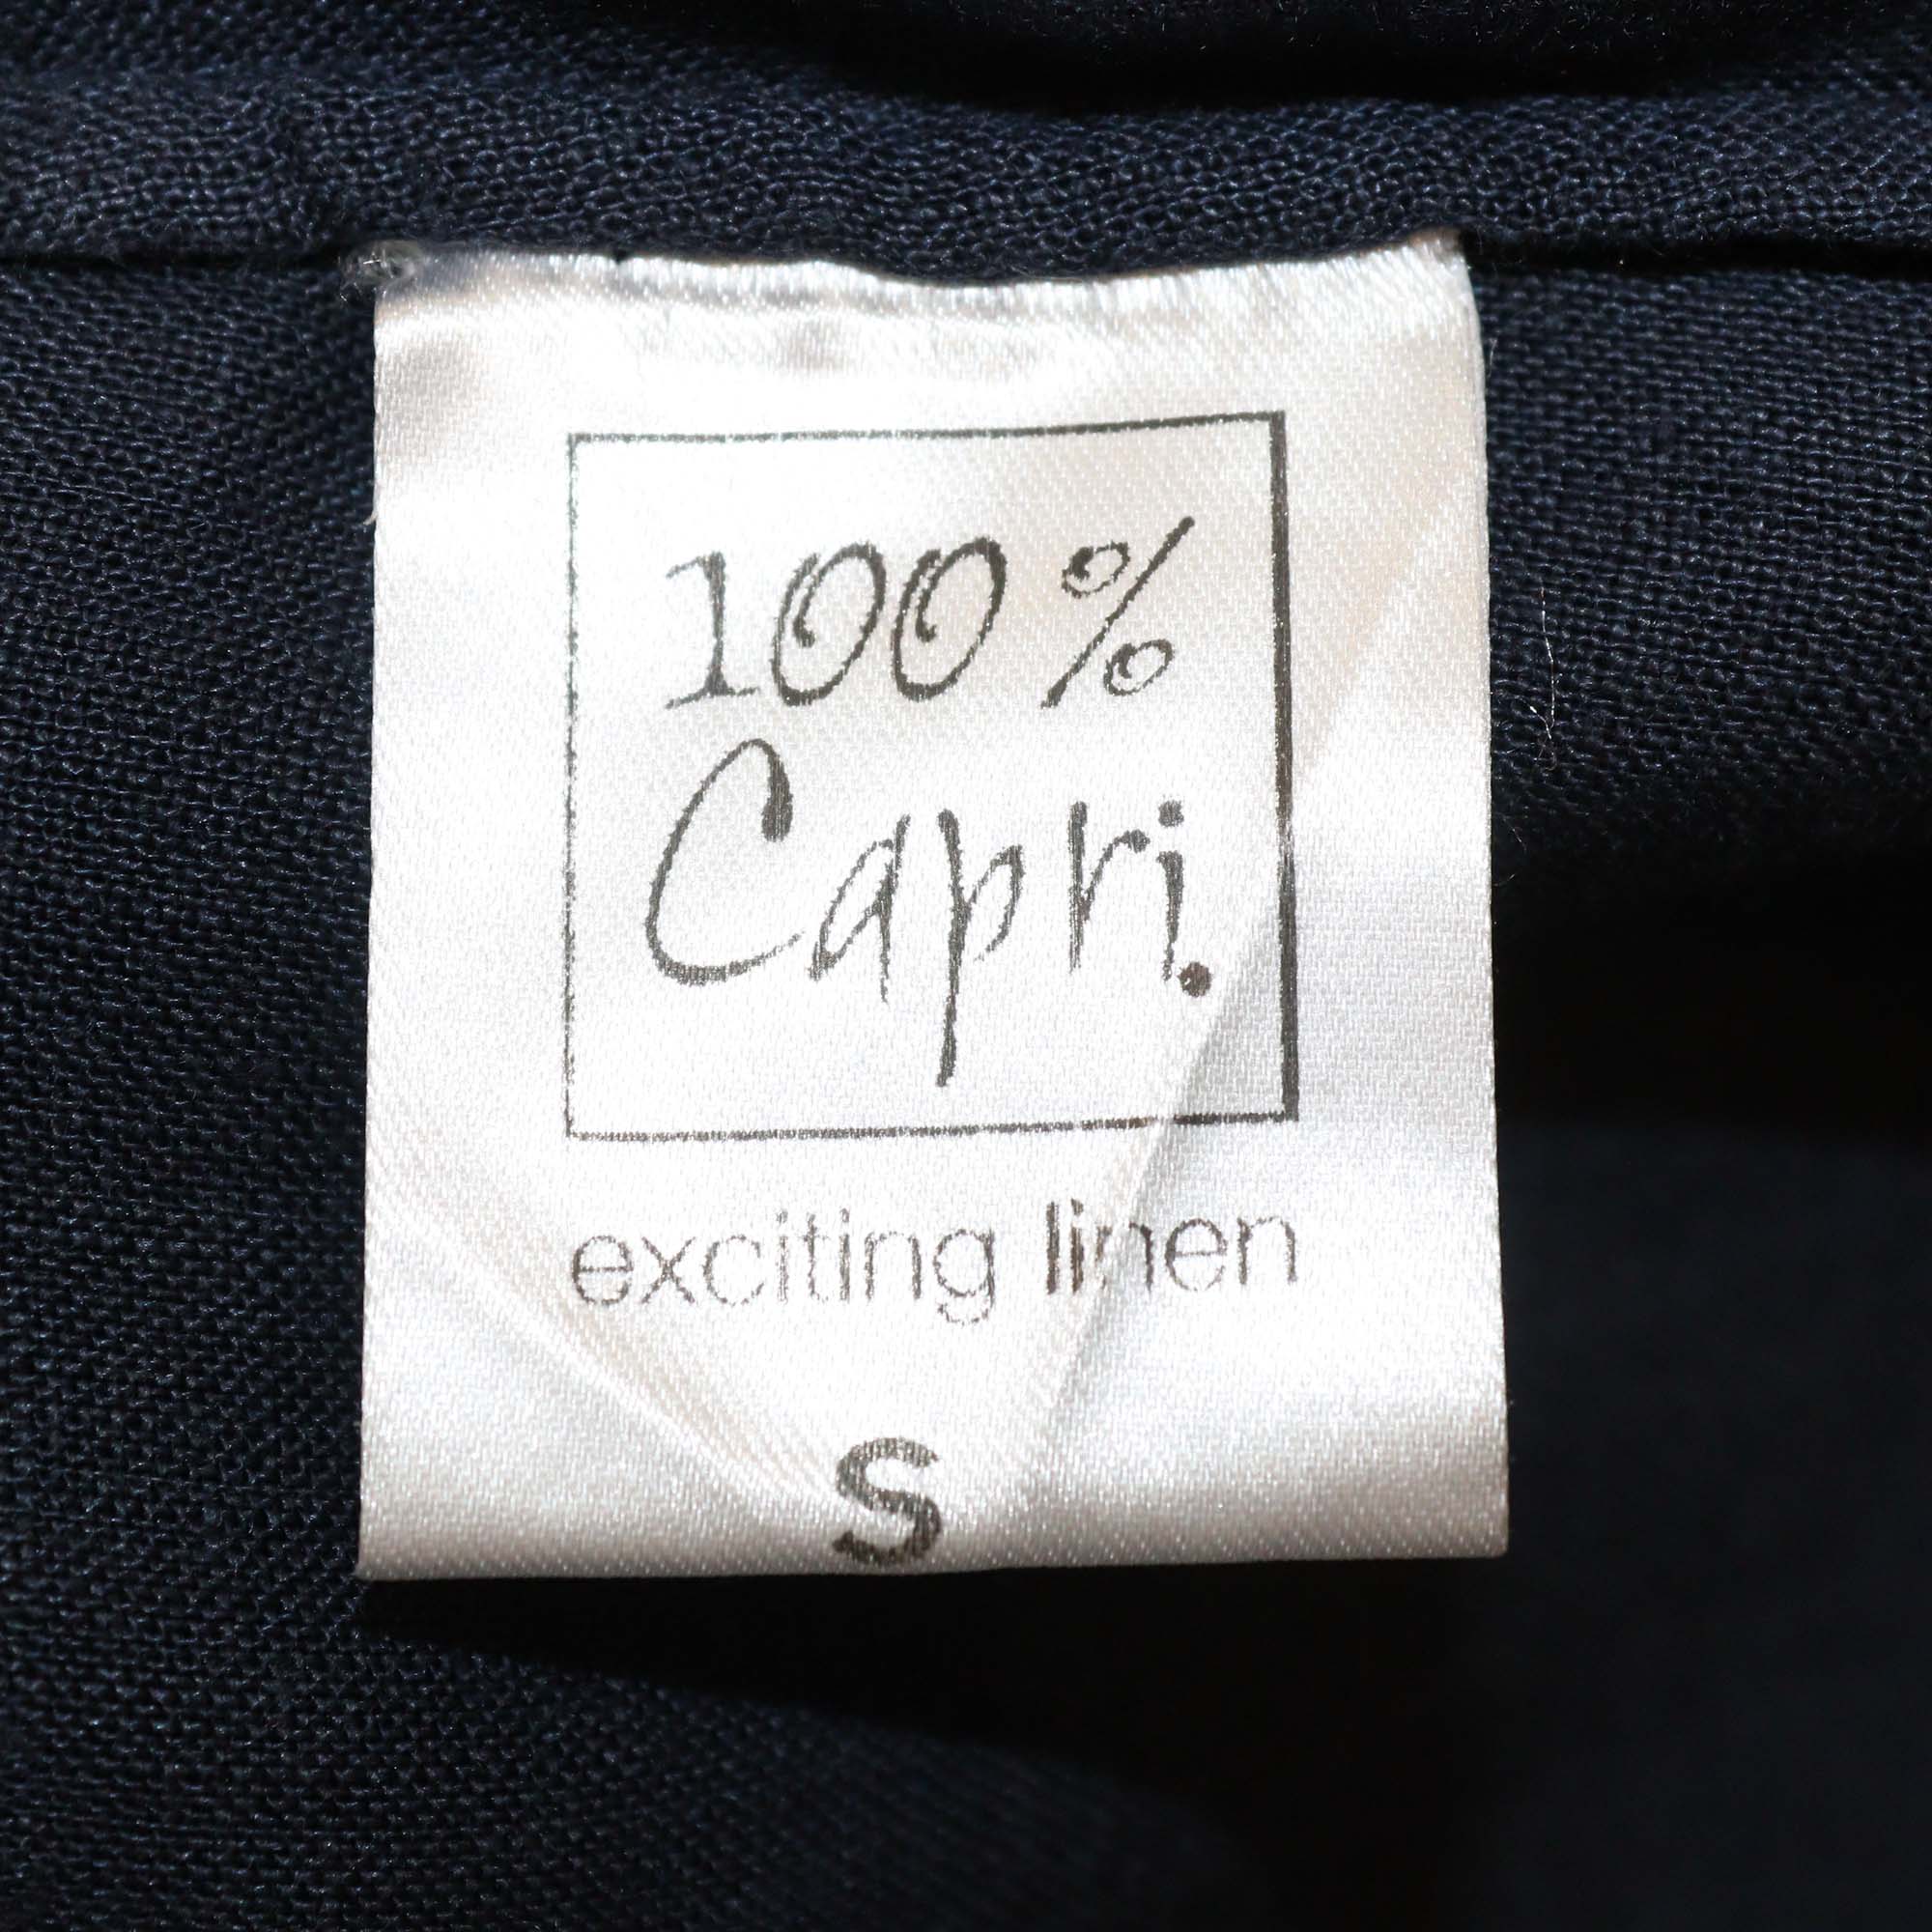 100%
Capri.
exciting linen
S